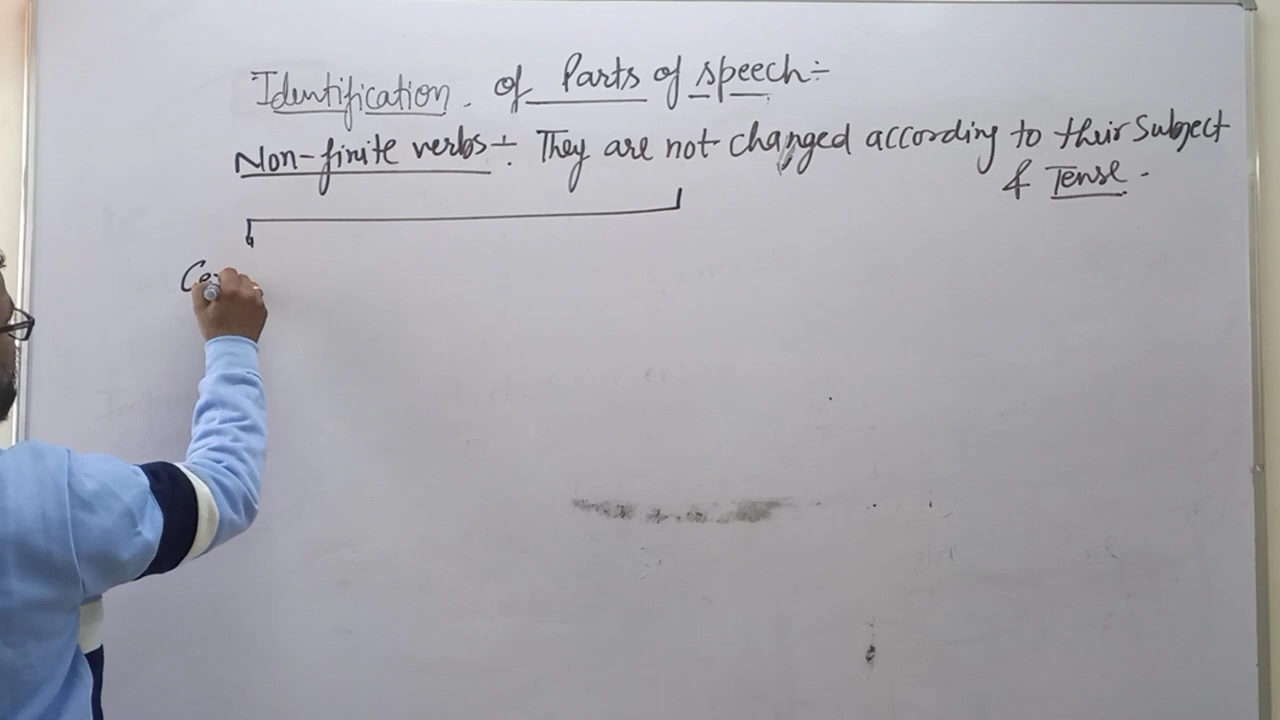 Identification of Parts of speech÷
Non-finite verbs÷ They are not changed according to their Subject
& Tense.